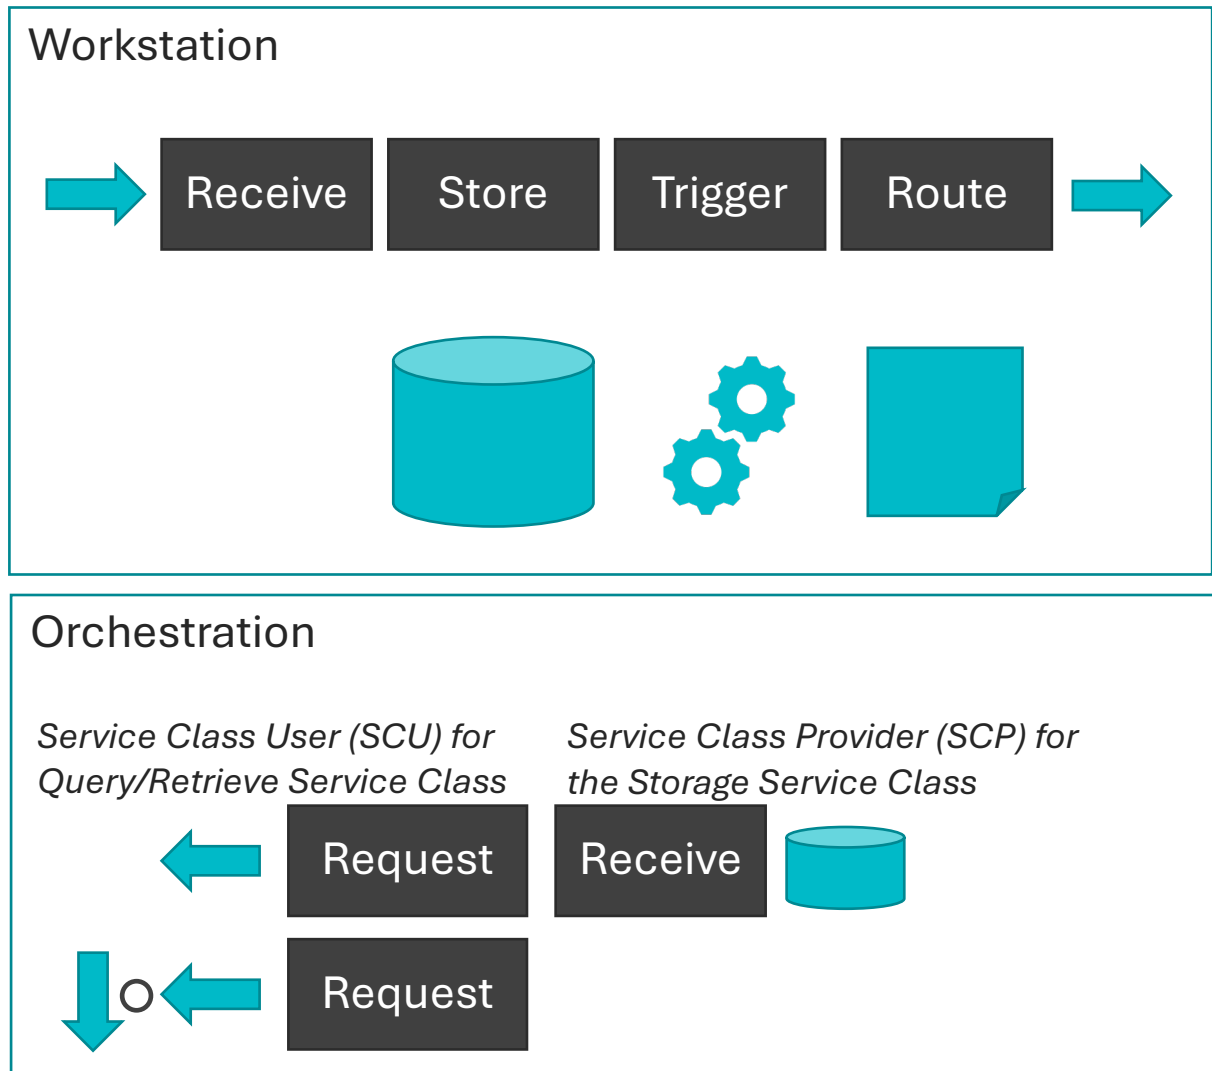 Workstation
Receive
Store
Trigger
Route
Orchestration
Service Class User (SCU) for
Query/Retrieve Service Class
Service Class Provider (SCP) for
the Storage Service Class
Request
Receive
Request